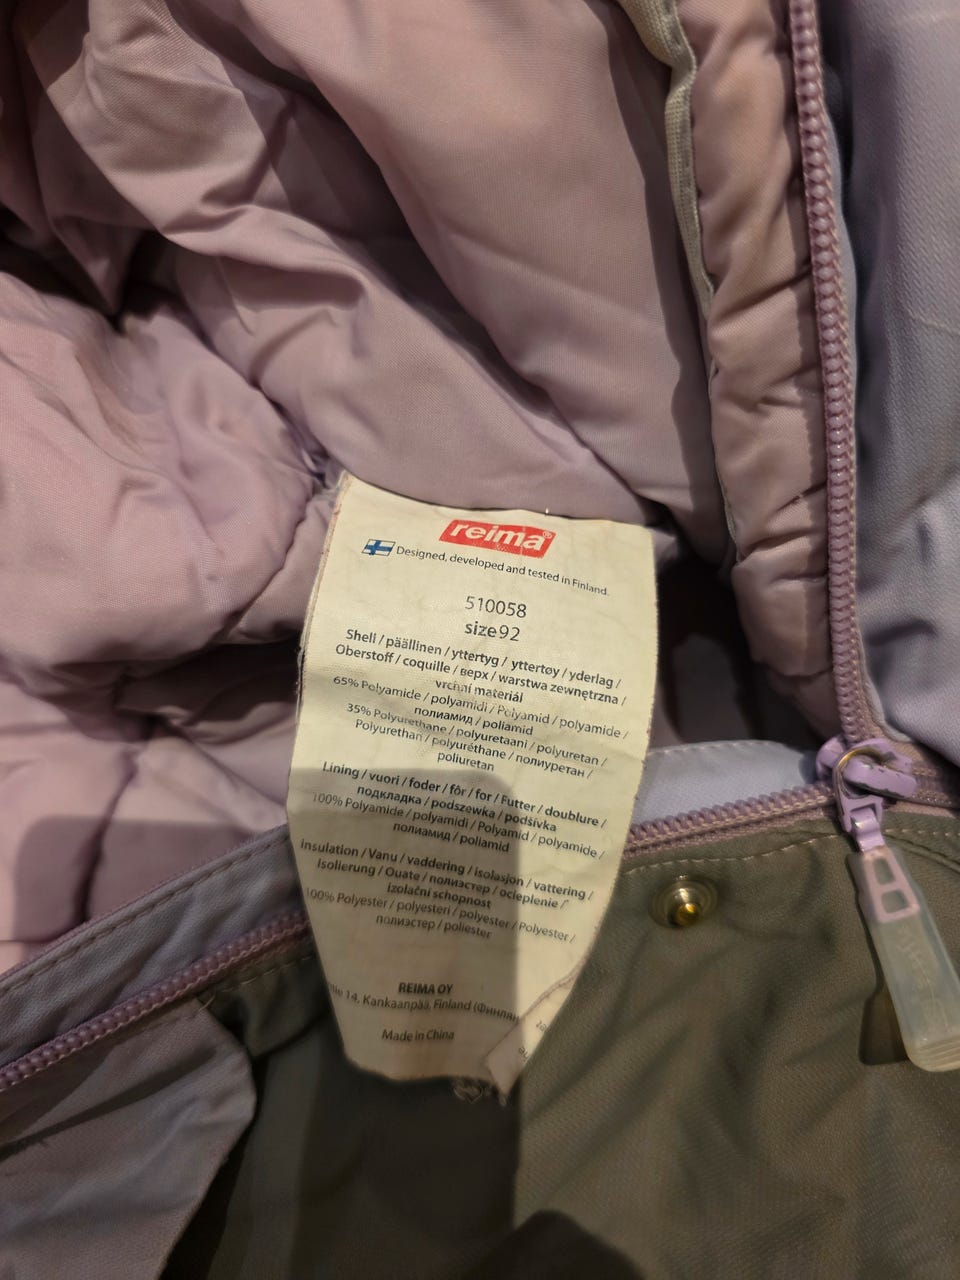 reima®
Designed, developed and tested in Finland.
510058
size92
Shell / päällinen / yttertyg / yttertøy / yderlag /
Oberstoff / coquille / верх / warstwa zewnętrzna /
vrchní materiál
65% Polyamide / polyamidi / Polyamid / polyamide /
полиамид / poliamid
35% Polyurethane / polyuretaani / polyuretan /
Polyurethan / polyuréthane / полиуретан /
poliuretan
Lining / vuori / foder / fôr / for / Futter / doublure /
подкладка / podszewka / podšívka
100% Polyamide / polyamidi / Polyamid / polyamide /
полиамид / poliamid
Insulation / Vanu / vaddering / isolasjon / vattering /
Isolierung / Ouate / полиэстер / ocieplenie /
izolační schopnost
100% Polyester / polyesteri / polyester / Polyester /
полиэстер / poliester
REIMA OY
14, Kankaanpää, Finland
Made in China